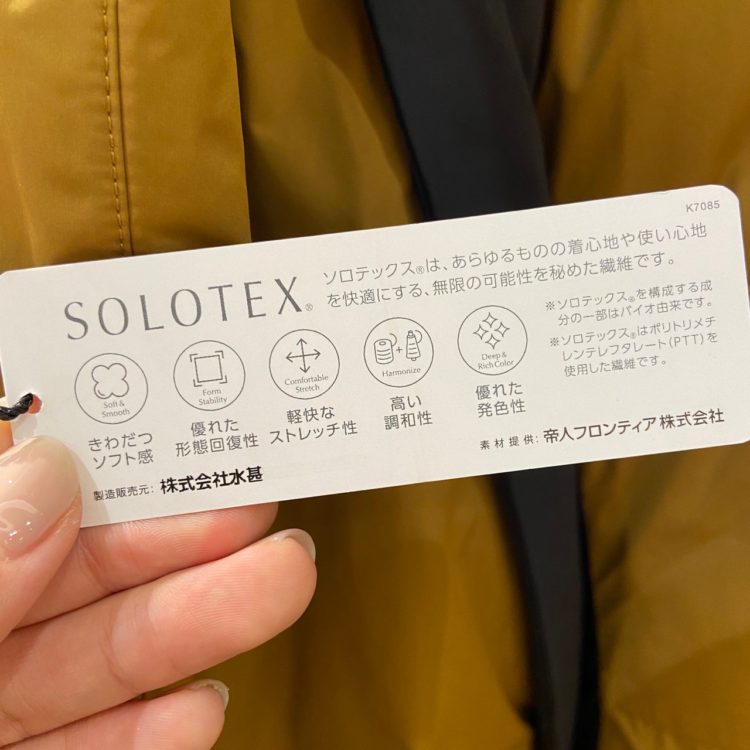 K7085
SOLOTEX®
ソロテックス®は、あらゆるものの着心地や使い心地
を快適にする、無限の可能性を秘めた繊維です。
Soft &
Smooth
きわだつ
ソフト感
Form
Stability
優れた
形態回復性
Comfortable
Stretch
軽快な
ストレッチ性
Harmonize
高い
調和性
Deep &
Rich Color
優れた
発色性
※ソロテックス®を構成する成
分の一部はバイオ由来です。
※ソロテックス®はポリトリメチ
レンテレフタレート(PTT)を
使用した繊維です。
製造販売元: 株式会社水甚
素材提供: 帝人フロンティア株式会社